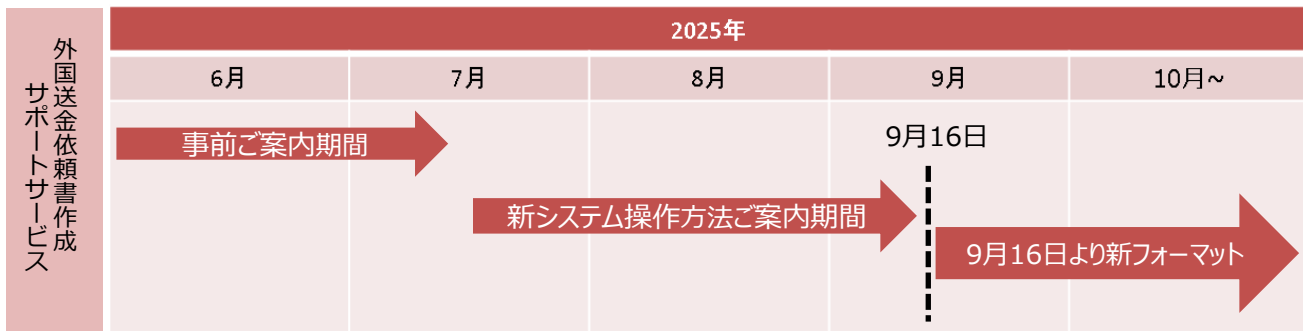 外国送金依頼書作成
サポートサービス
2025年
6月
7月
8月
9月
10月~
事前ご案内期間
9月16日
新システム操作方法ご案内期間
9月16日より新フォーマット